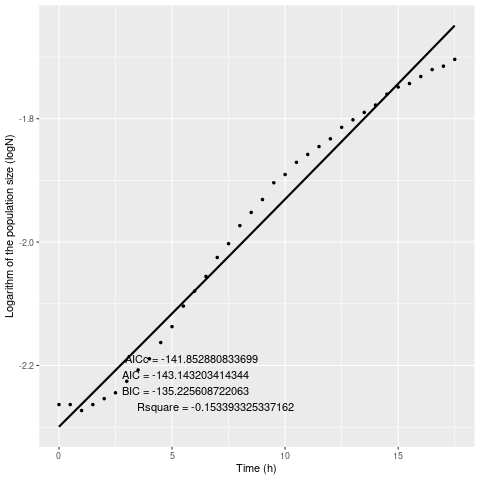 Logarithm of the population size (logN)
-1.8
-2.0
-2.2
AICc = -141.852880833699
AIC = -143.143203414344
BIC = -135.225608722063
Rsquare = -0.153393325337162
0 5 10 15
Time (h)